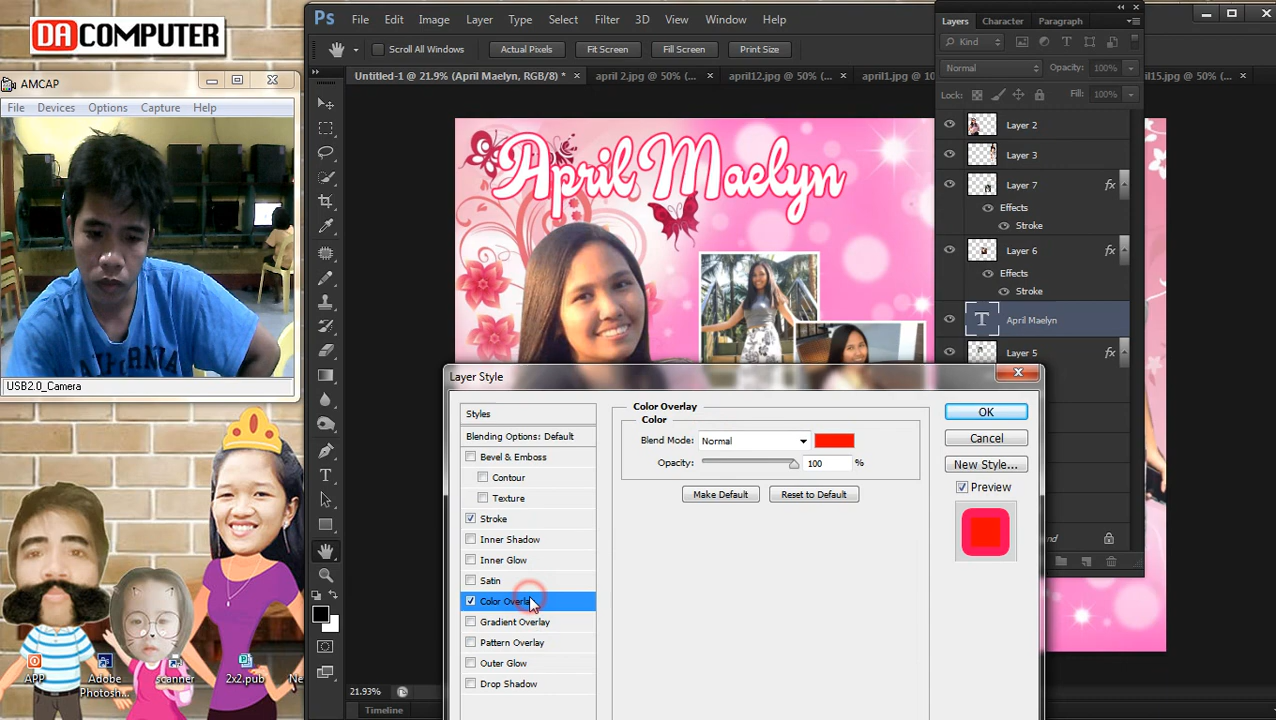 DA COMPUTER
AMCAP
File Devices Options Capture Help
USB2.0_Camera
APP
Adobe Photosh...
scanner
2x2.pub
Ps File Edit Image Layer Type Select Filter 3D View Window Help
Scroll All Windows Actual Pixels Fit Screen Fill Screen Print Size
Untitled-1 @ 21.9% (April Maelyn, RGB/8) * × april 2.jpg @ 50% (... × april12.jpg @ 50% (... × april1.jpg @ 10
il15.jpg @ 50% (... ×
April Maelyn
Layers Character Paragraph
Kind
Normal Opacity: 100%
Lock: Fill: 100%
Layer 2
Layer 3
Layer 7 fx
Effects
Stroke
Layer 6 fx
Effects
Stroke
T April Maelyn
Layer 5 fx
nd
Layer Style
Styles
Blending Options: Default
Bevel & Emboss
Contour
Texture
Stroke
Inner Shadow
Inner Glow
Satin
Color Overlay
Gradient Overlay
Pattern Overlay
Outer Glow
Drop Shadow
Color Overlay
Color
Blend Mode: Normal
Opacity: 100 %
Make Default Reset to Default
OK
Cancel
New Style...
Preview
21.93%
Timeline